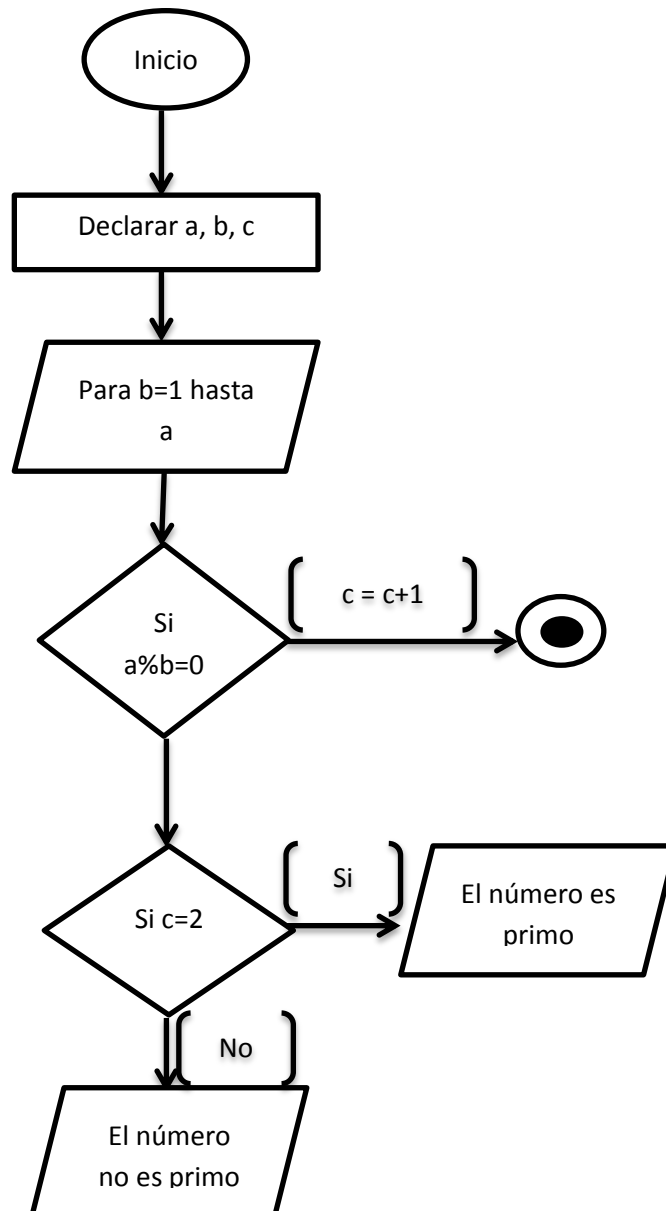 Inicio
Declarar a, b, c
Para b=1 hasta
a
c = c+1
Si
a%b=0
Si
El número es
primo
Si c=2
No
El número
no es primo